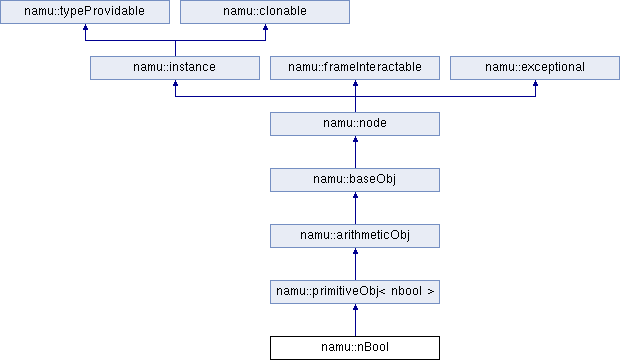 namu::typeProvidable
namu::clonable
namu::instance
namu::frameInteractable
namu::exceptional
namu::node
namu::baseObj
namu::arithmeticObj
namu::primitiveObj< nbool >
namu::nBool